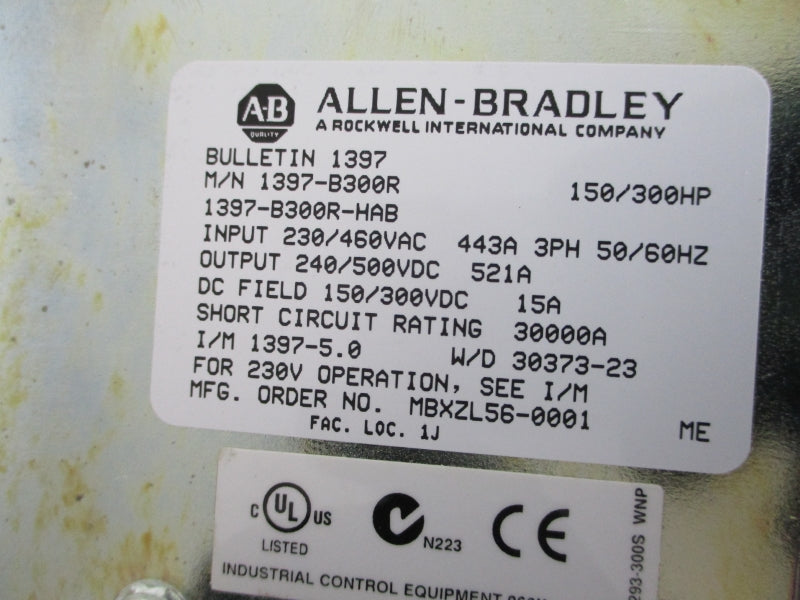 A-B
QUALITY
ALLEN-BRADLEY
A ROCKWELL INTERNATIONAL COMPANY
BULLETIN 1397
M/N 1397-B300R 150/300HP
1397-B300R-HAB
INPUT 230/460VAC 443A 3PH 50/60HZ
OUTPUT 240/500VDC 521A
DC FIELD 150/300VDC 15A
SHORT CIRCUIT RATING 30000A
I/M 1397-5.0 W/D 30373-23
FOR 230V OPERATION, SEE I/M
MFG. ORDER NO. MBXZL56-0001
FAC. LOC. 1J ME
C UL US
LISTED
N223
CE
INDUSTRIAL CONTROL EQUIPMENT
293-300S WNP